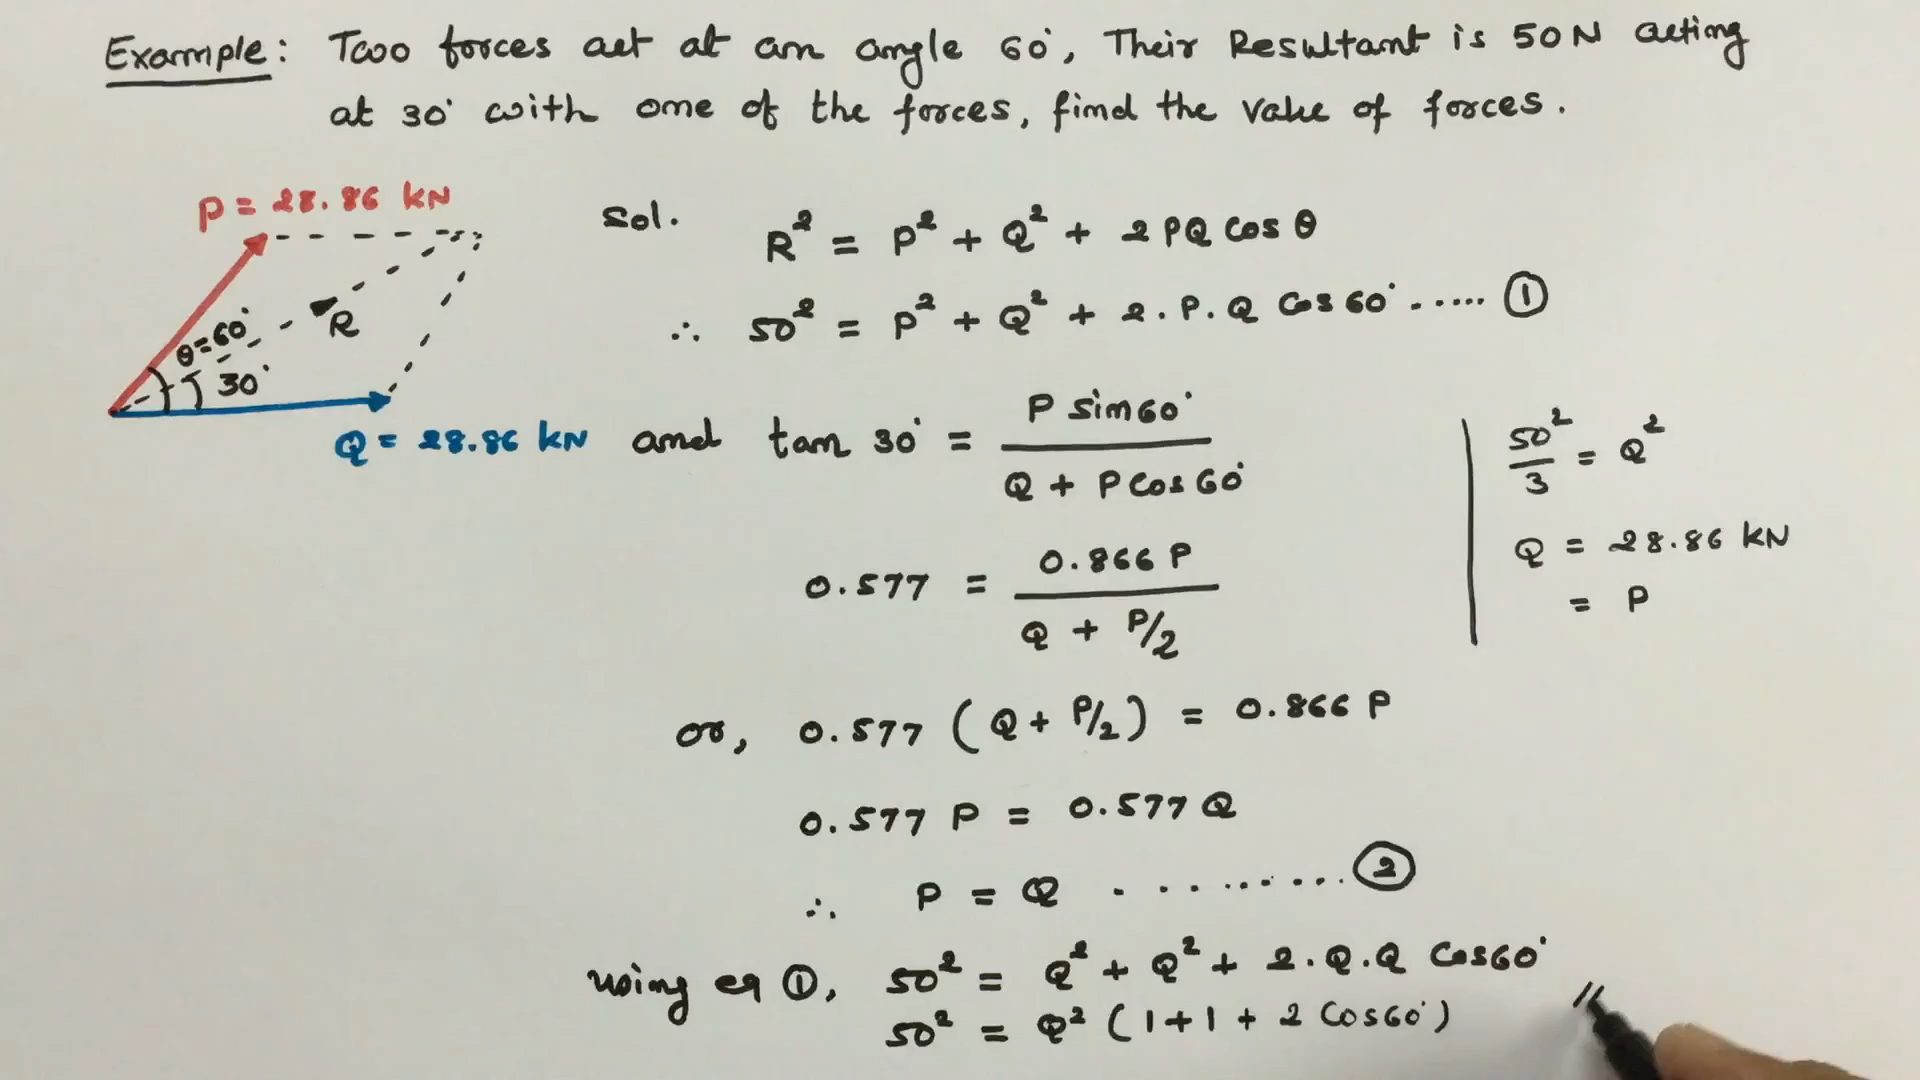 Example: Two forces act at an angle 60°, Their Resultant is 50N acting
at 30° with one of the forces, find the value of forces.
P = 28.86 kN
R
θ=60°
30°
Q = 28.86 kN
Sol.
R² = P² + Q² + 2 PQ Cos θ
∴ 50² = P² + Q² + 2 . P . Q Cos 60° ....... ①
and tan 30° = P sin60° / Q + P Cos 60°
0.577 = 0.866 P / Q + P/2
or, 0.577 (Q + P/2) = 0.866 P
0.577 P = 0.577 Q
∴ P = Q .......... ②
using eq ①, 50² = Q² + Q² + 2 . Q . Q Cos60°
50² = Q² (1+1 + 2 Cos60°)
50²/3 = Q²
Q = 28.86 kN
= P